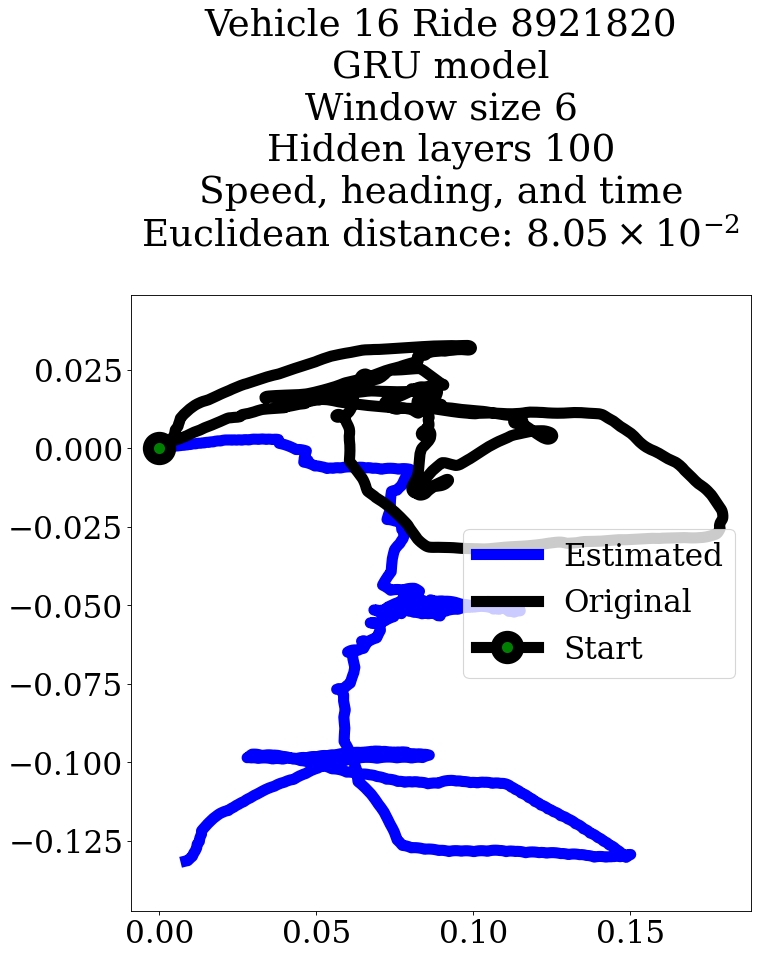 Vehicle 16 Ride 8921820
GRU model
Window size 6
Hidden layers 100
Speed, heading, and time
Euclidean distance: 8.05 × 10⁻²
0.025
0.000
−0.025
−0.050
−0.075
−0.100
−0.125
Estimated
Original
Start
0.00 0.05 0.10 0.15